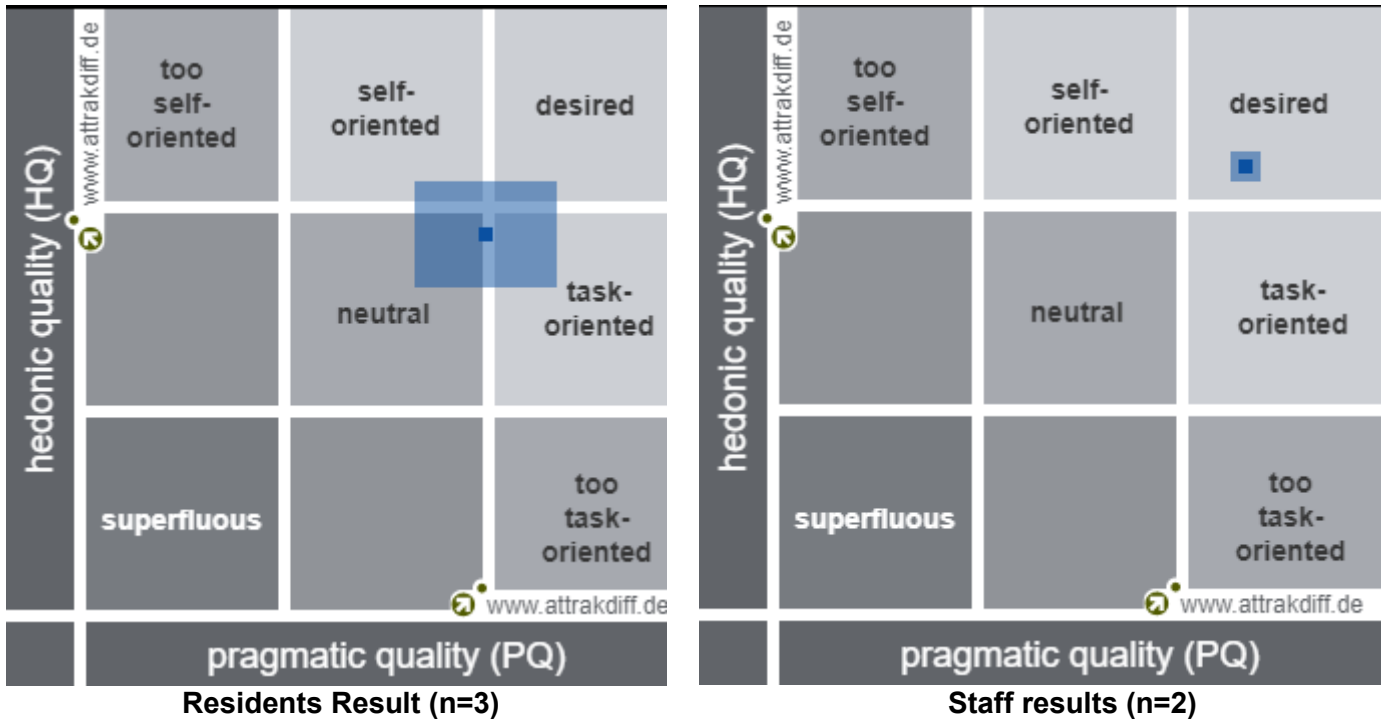 hedonic quality (HQ)
www.attrakdiff.de
too
self-
oriented
self-
oriented
desired
neutral
task-
oriented
superfluous
too
task-
oriented
www.attrakdiff.de
pragmatic quality (PQ)
Residents Result (n=3)
hedonic quality (HQ)
www.attrakdiff.de
too
self-
oriented
self-
oriented
desired
neutral
task-
oriented
superfluous
too
task-
oriented
www.attrakdiff.de
pragmatic quality (PQ)
Staff results (n=2)